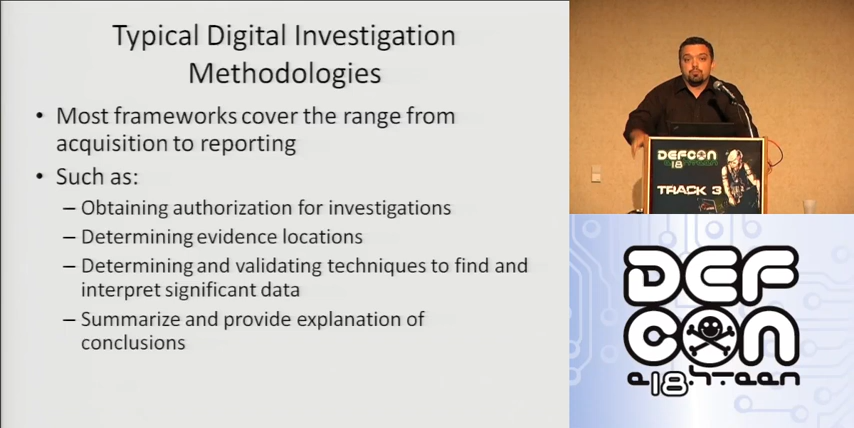 Typical Digital Investigation
Methodologies
• Most frameworks cover the range from
acquisition to reporting
• Such as:
– Obtaining authorization for investigations
– Determining evidence locations
– Determining and validating techniques to find and
interpret significant data
– Summarize and provide explanation of
conclusions
DEFCON
18
TRACK 3
DEF
CON
e18h-teen